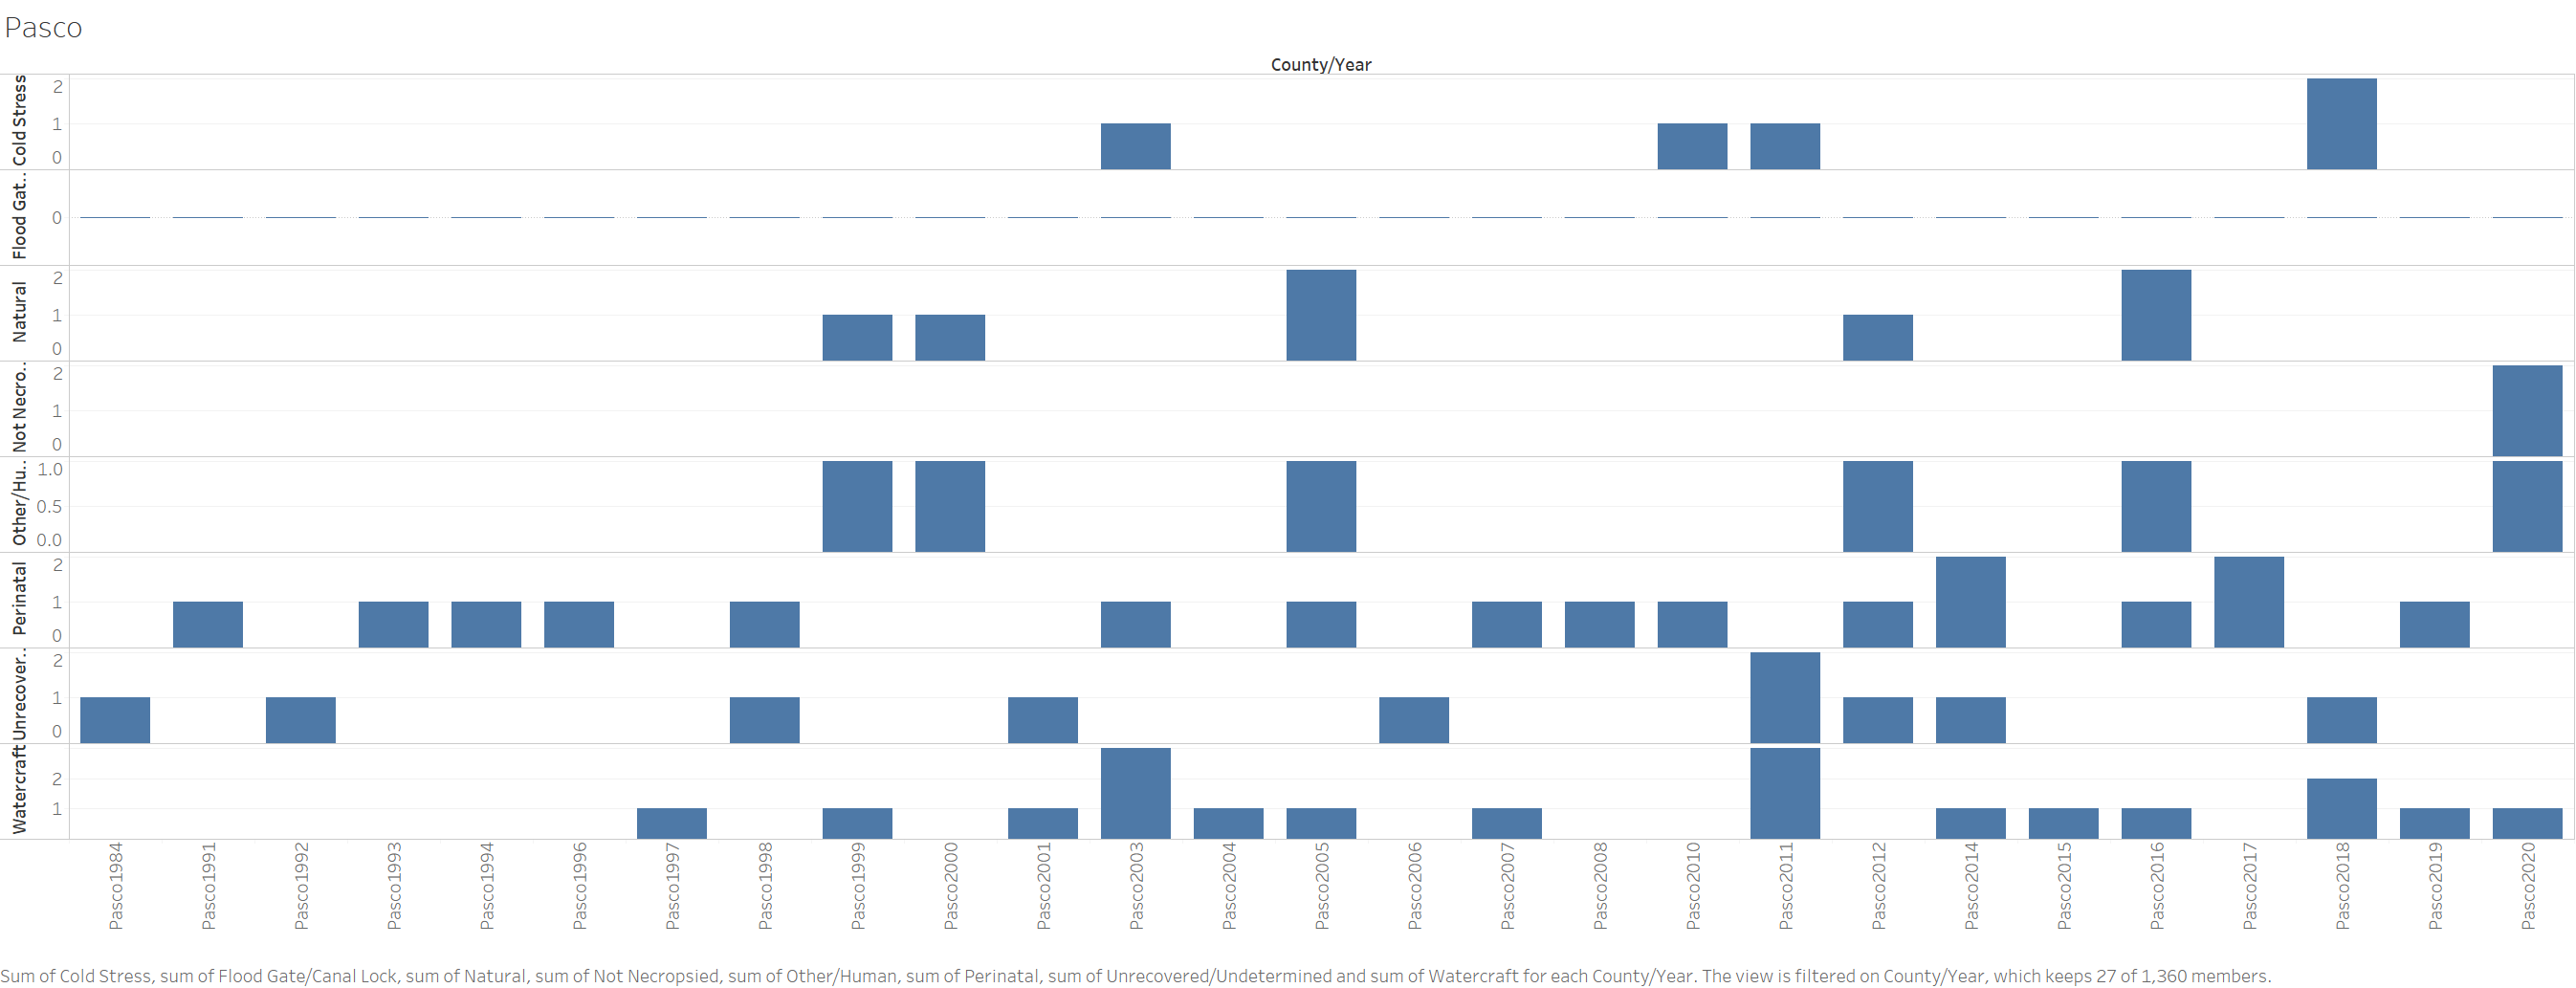 Pasco
County/Year
Cold Stress
2
1
0
Flood Gat..
0
Natural
2
1
0
Not Necro..
2
1
0
Other/Hu..
1.0
0.5
0.0
Perinatal
2
1
0
Unrecover..
2
1
0
Watercraft
2
1
Pasco1984
Pasco1991
Pasco1992
Pasco1993
Pasco1994
Pasco1996
Pasco1997
Pasco1998
Pasco1999
Pasco2000
Pasco2001
Pasco2003
Pasco2004
Pasco2005
Pasco2006
Pasco2007
Pasco2008
Pasco2010
Pasco2011
Pasco2012
Pasco2014
Pasco2015
Pasco2016
Pasco2017
Pasco2018
Pasco2019
Pasco2020
Sum of Cold Stress, sum of Flood Gate/Canal Lock, sum of Natural, sum of Not Necropsied, sum of Other/Human, sum of Perinatal, sum of Unrecovered/Undetermined and sum of Watercraft for each County/Year. The view is filtered on County/Year, which keeps 27 of 1,360 members.